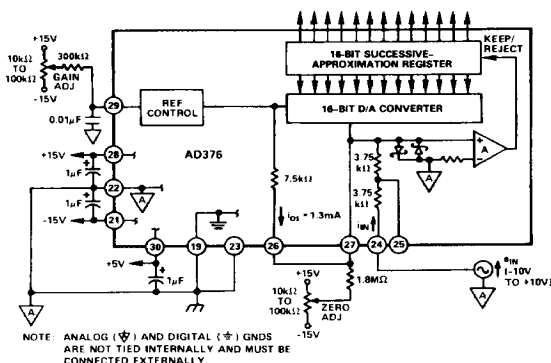 KEEP/
REJECT
16-BIT SUCCESSIVE-
APPROXIMATION REGISTER
16-BIT D/A CONVERTER
+15V
10kΩ
TO
100kΩ
-15V
300kΩ
GAIN
ADJ
0.01μF
29
REF
CONTROL
AD376
A
+
-
A
3.75
kΩ
3.75
kΩ
7.5kΩ
iOS = 1.3mA
iIN
+15V
28
+
1μF
22
A
+
1μF
-15V
21
30
19
23
26
27
24
25
+5V
+
1μF
A
+15V
10kΩ
TO
100kΩ
-15V
ZERO
ADJ
1.8MΩ
eIN
(-10V
TO +10V)
A
NOTE: ANALOG (A) AND DIGITAL (⏚) GNDS
ARE NOT TIED INTERNALLY AND MUST BE
CONNECTED EXTERNALLY.